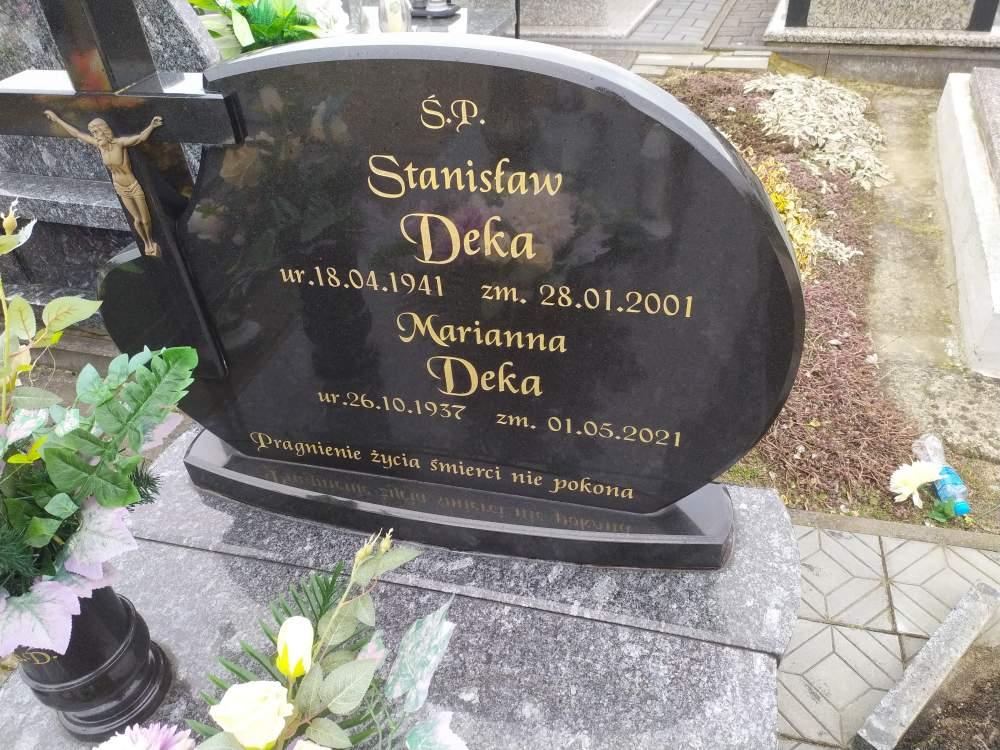 Ś.P.
Stanisław
Deka
ur.18.04.1941 zm. 28.01.2001
Marianna
Deka
ur.26.10.1937 zm. 01.05.2021
Pragnienie życia śmierci nie pokona